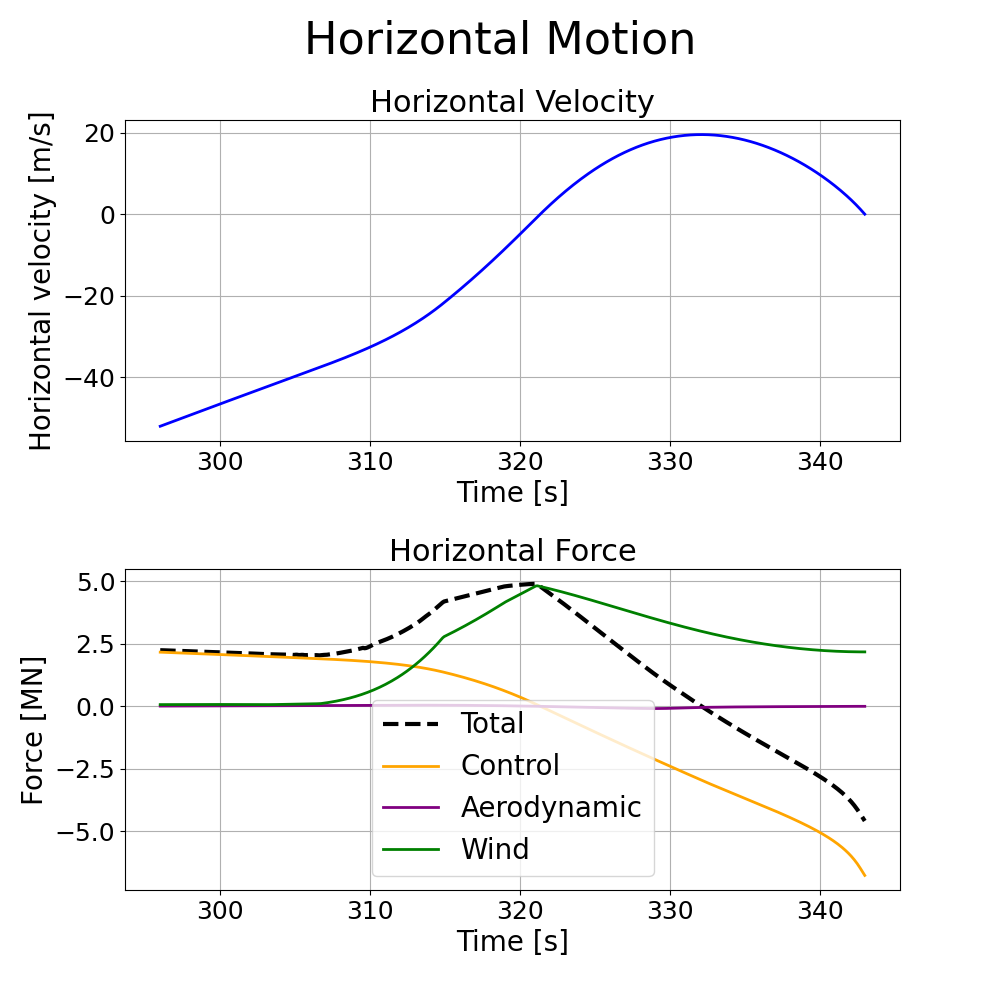 Horizontal Motion
Horizontal Velocity
Horizontal velocity [m/s]
20
0
−20
−40
300 310 320 330 340
Time [s]
Horizontal Force
Force [MN]
5.0
2.5
0.0
−2.5
−5.0
Total
Control
Aerodynamic
Wind
300 310 320 330 340
Time [s]